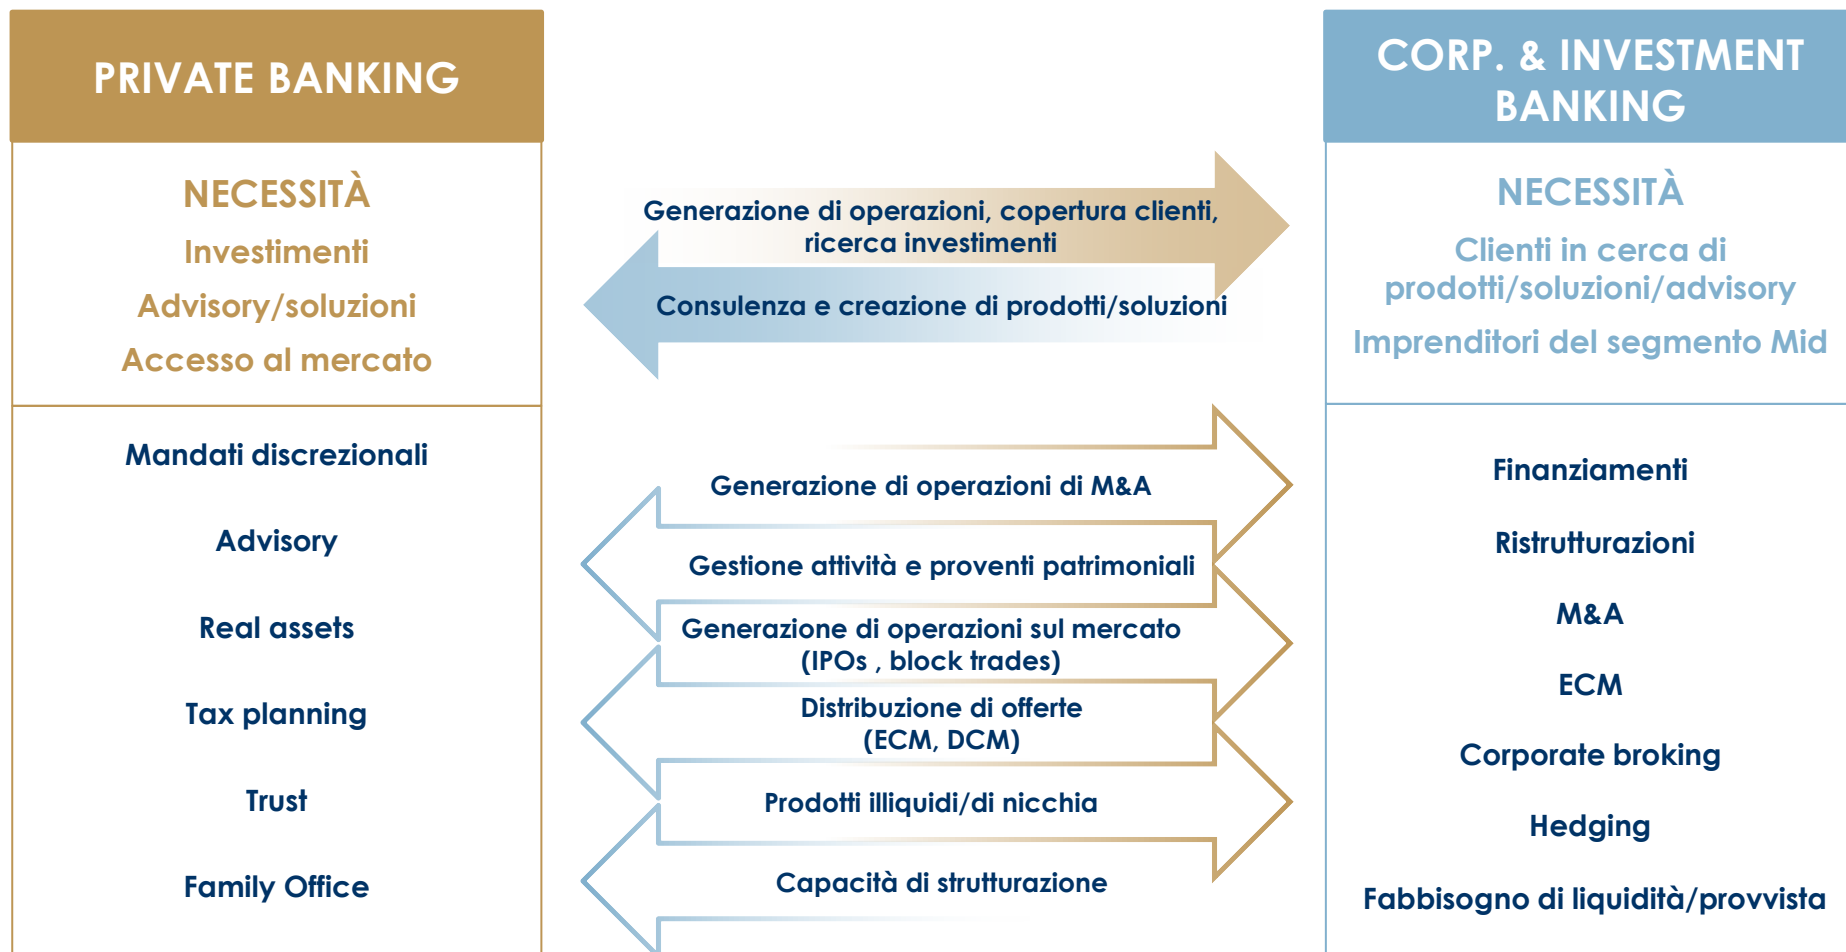 PRIVATE BANKING
NECESSITÀ
Investimenti
Advisory/soluzioni
Accesso al mercato
Mandati discrezionali
Advisory
Real assets
Tax planning
Trust
Family Office
Generazione di operazioni, copertura clienti,
ricerca investimenti
Consulenza e creazione di prodotti/soluzioni
Generazione di operazioni di M&A
Gestione attività e proventi patrimoniali
Generazione di operazioni sul mercato
(IPOs , block trades)
Distribuzione di offerte
(ECM, DCM)
Prodotti illiquidi/di nicchia
Capacità di strutturazione
CORP. & INVESTMENT
BANKING
NECESSITÀ
Clienti in cerca di
prodotti/soluzioni/advisory
Imprenditori del segmento Mid
Finanziamenti
Ristrutturazioni
M&A
ECM
Corporate broking
Hedging
Fabbisogno di liquidità/provvista